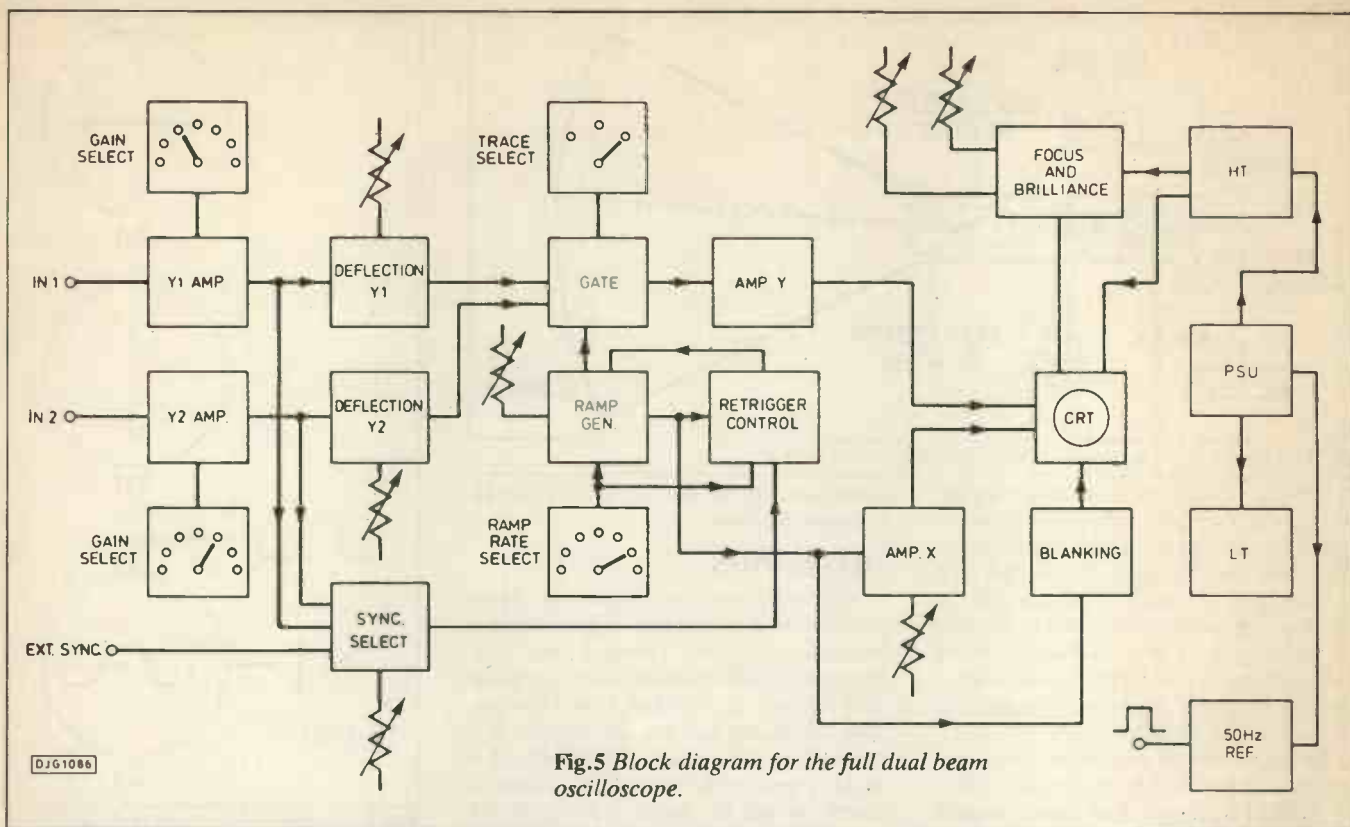 GAIN
SELECT
TRACE
SELECT
FOCUS
AND
BRILLIANCE
HT
IN 1
Y1 AMP.
DEFLECTION
Y1
GATE
AMP Y
PSU
IN 2
Y2 AMP.
DEFLECTION
Y2
RAMP
GEN.
RETRIGGER
CONTROL
CRT
GAIN
SELECT
RAMP
RATE
SELECT
AMP. X
BLANKING
LT
SYNC.
SELECT
EXT. SYNC.
50Hz
REF.
DJG1086
Fig.5 Block diagram for the full dual beam
oscilloscope.